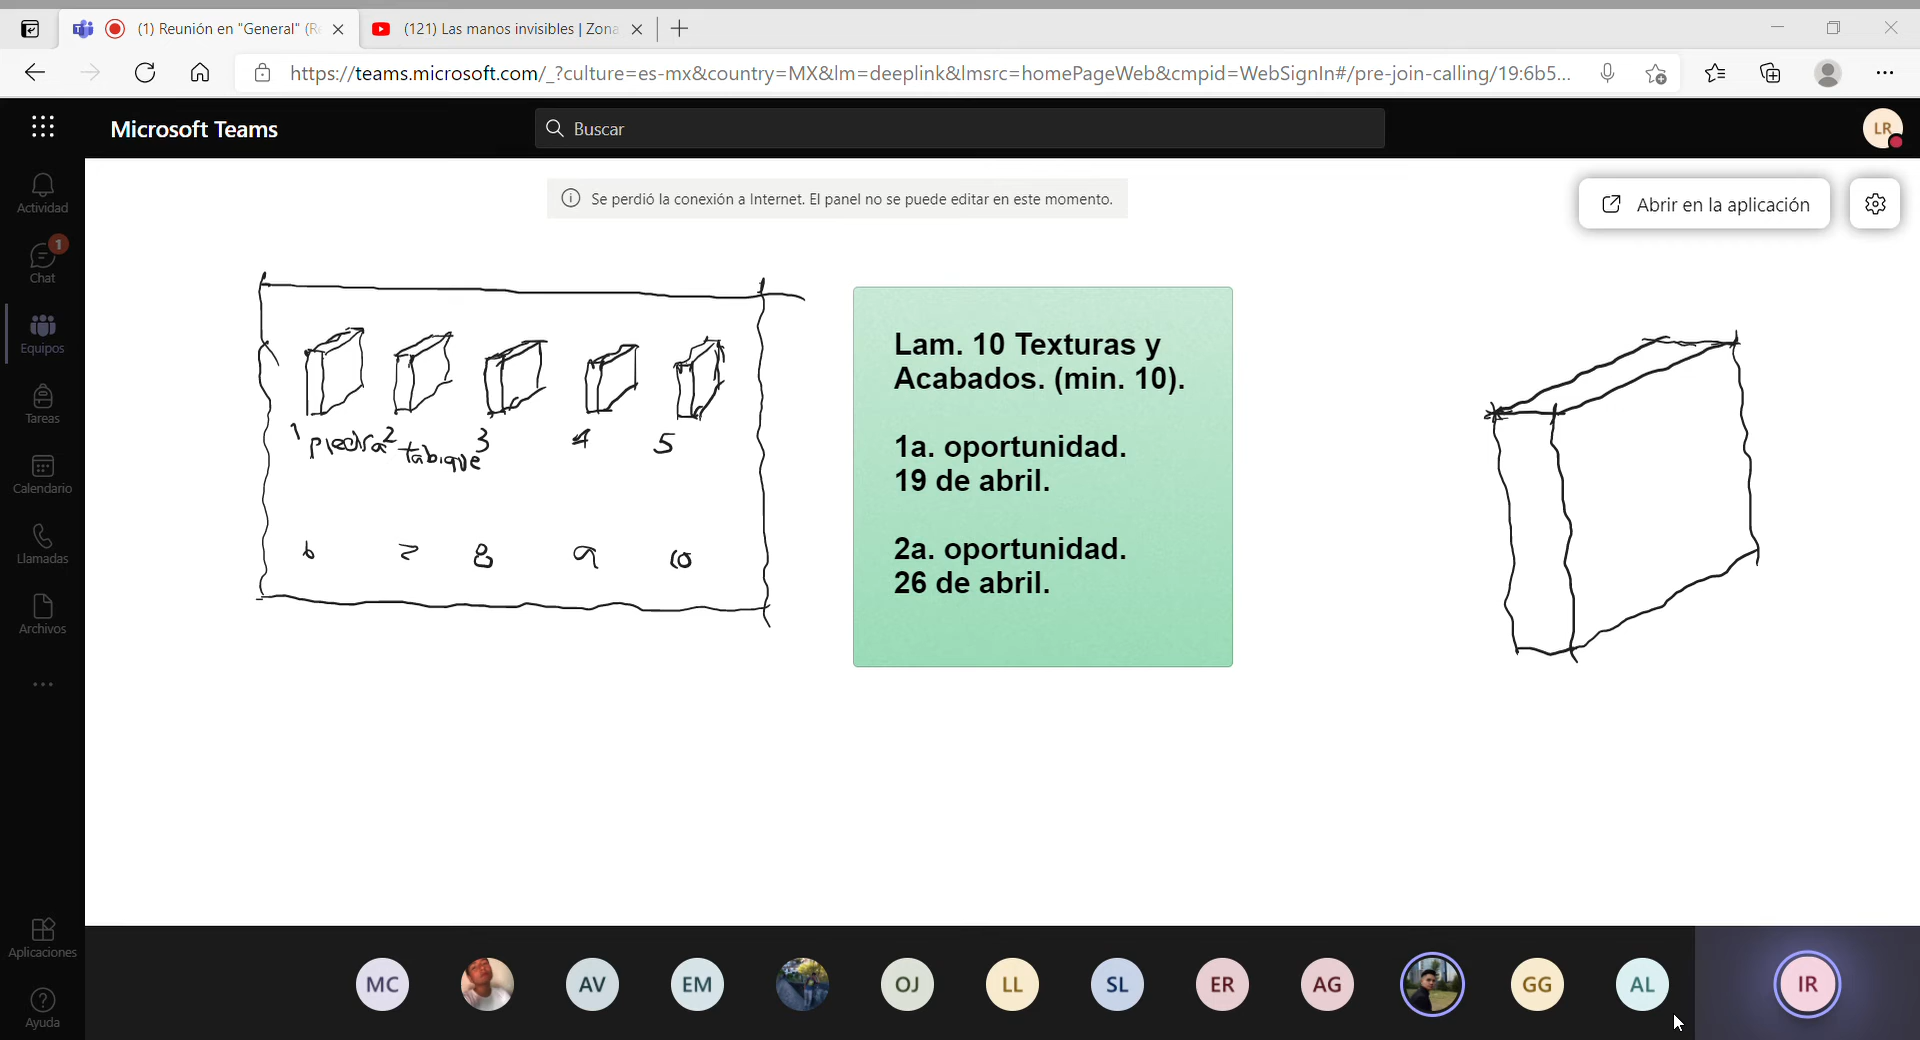 (1) Reunión en "General" (Re
(121) Las manos invisibles | Zona
https://teams.microsoft.com/_?culture=es-mx&country=MX&lm=deeplink&lmsrc=homePageWeb&cmpid=WebSignIn#/pre-join-calling/19:6b5...
Microsoft Teams
Buscar
LR
Actividad
1
Chat
Equipos
Tareas
Calendario
Llamadas
Archivos
Aplicaciones
Ayuda
Se perdió la conexión a Internet. El panel no se puede editar en este momento.
Abrir en la aplicación
1 piedra 2 tabique 3 4 5
6 7 8 9 10
Lam. 10 Texturas y
Acabados. (min. 10).
1a. oportunidad.
19 de abril.
2a. oportunidad.
26 de abril.
MC AV EM OJ LL SL ER AG GG AL IR